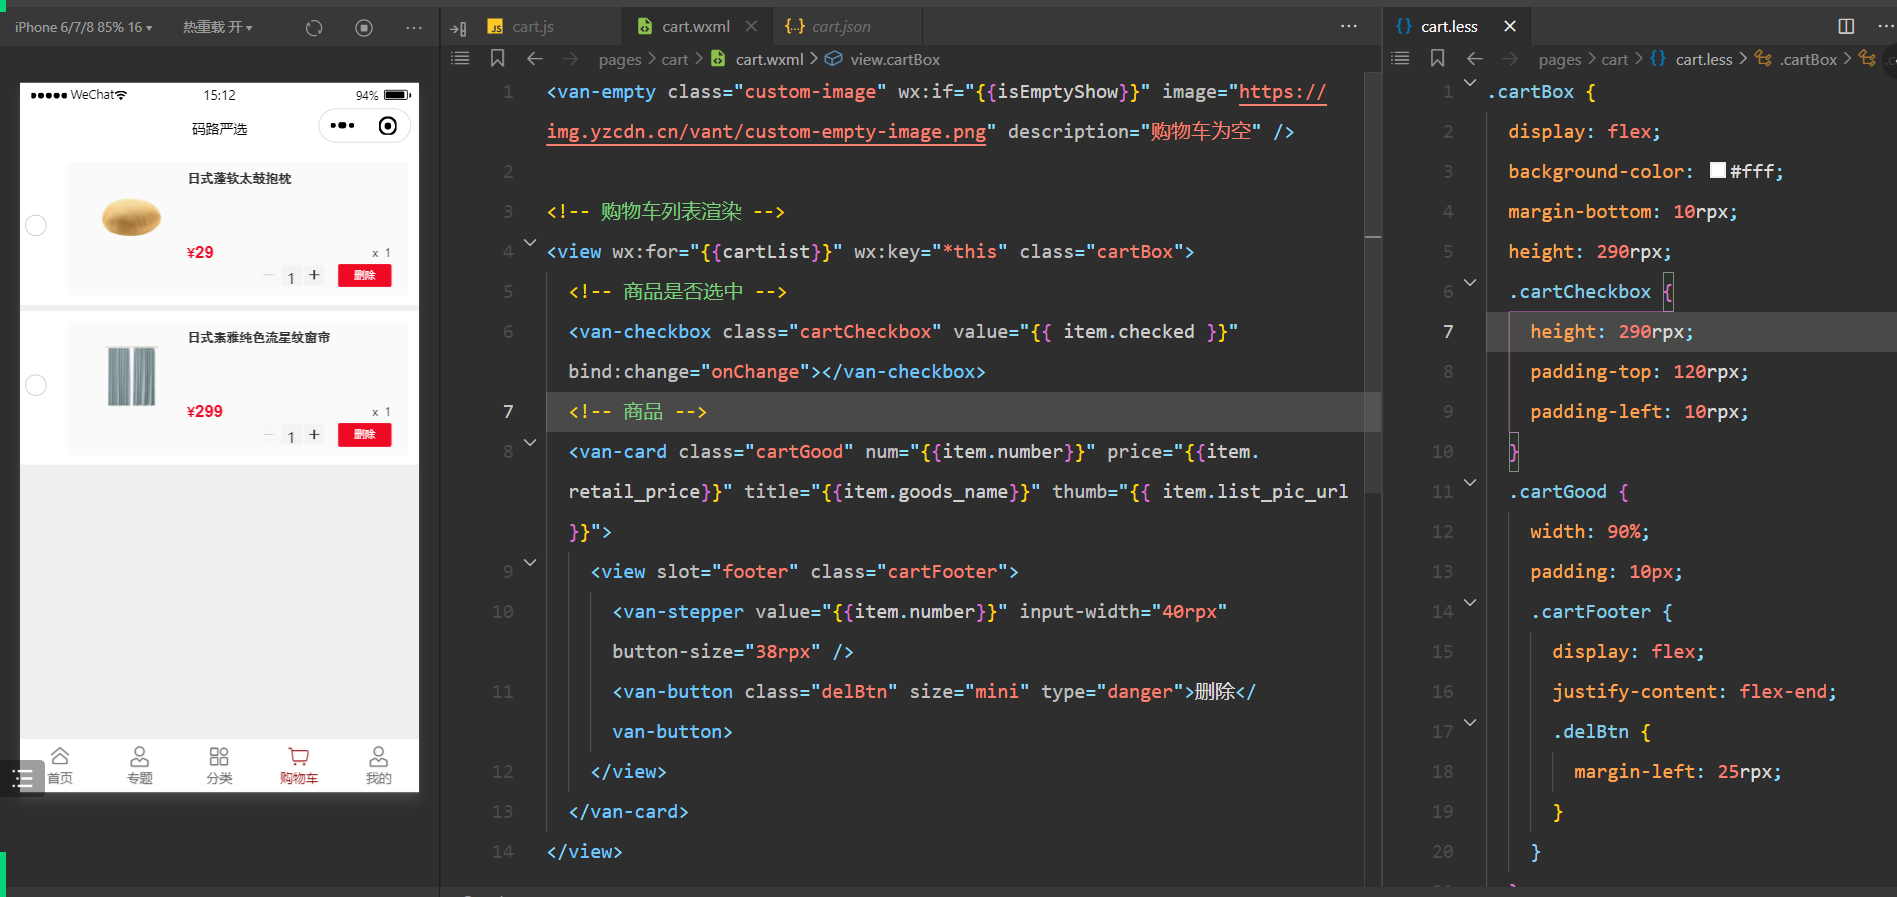 iPhone 6/7/8 85% 16
热重载 开
WeChat
15:12
94%
码路严选
日式蓬软太鼓抱枕
¥29
x 1
1
+
删除
日式素雅纯色流星纹窗帘
¥299
x 1
1
+
删除
首页
专题
分类
购物车
我的
JS cart.js
cart.wxml
{..} cart.json
pages > cart > cart.wxml > view.cartBox
1 <van-empty class="custom-image" wx:if="{{isEmptyShow}}" image="https://
img.yzcdn.cn/vant/custom-empty-image.png" description="购物车为空" />
2
3 <!-- 购物车列表渲染 -->
4 <view wx:for="{{cartList}}" wx:key="*this" class="cartBox">
5 <!-- 商品是否选中 -->
6 <van-checkbox class="cartCheckbox" value="{{ item.checked }}"
bind:change="onChange"></van-checkbox>
7 <!-- 商品 -->
8 <van-card class="cartGood" num="{{item.number}}" price="{{item.
retail_price}}" title="{{item.goods_name}}" thumb="{{ item.list_pic_url
}}">
9 <view slot="footer" class="cartFooter">
10 <van-stepper value="{{item.number}}" input-width="40rpx"
button-size="38rpx" />
11 <van-button class="delBtn" size="mini" type="danger">删除</
van-button>
12 </view>
13 </van-card>
14 </view>
{} cart.less
pages > cart > {} cart.less > .cartBox >
1 .cartBox {
2 display: flex;
3 background-color: #fff;
4 margin-bottom: 10rpx;
5 height: 290rpx;
6 .cartCheckbox {
7 height: 290rpx;
8 padding-top: 120rpx;
9 padding-left: 10rpx;
10 }
11 .cartGood {
12 width: 90%;
13 padding: 10px;
14 .cartFooter {
15 display: flex;
16 justify-content: flex-end;
17 .delBtn {
18 margin-left: 25rpx;
19 }
20 }